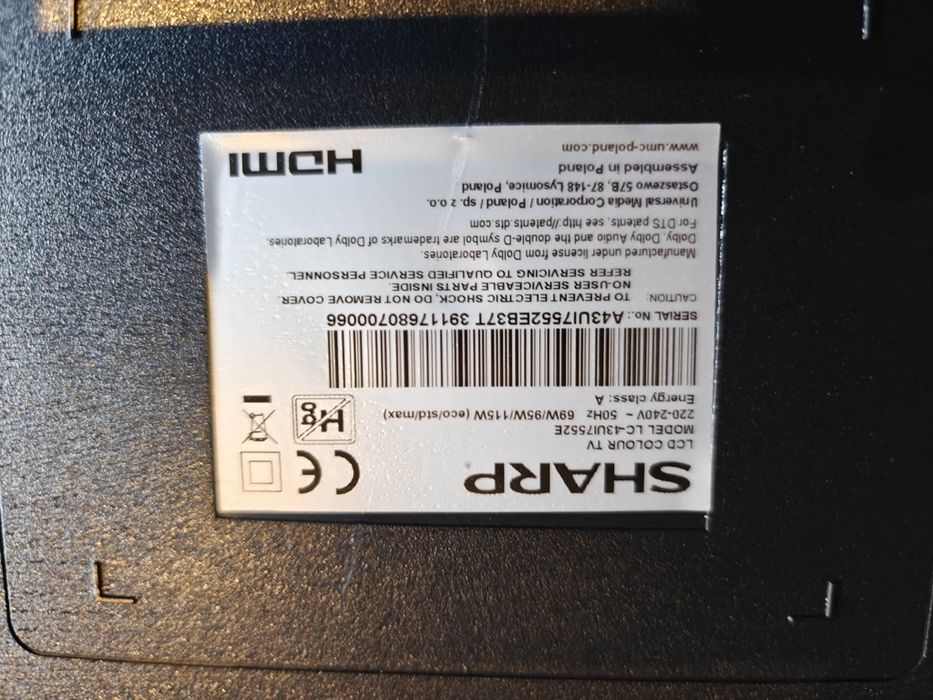 SHARP
LCD COLOUR TV
MODEL LC-43UI7552E
220-240V ~ 50Hz 69W/95W/115W (eco/std/max)
Energy class: A
CE
Hg
0g
SERIAL No.: A43UI7552EB37T 39117680700066
CAUTION: TO PREVENT ELECTRIC SHOCK, DO NOT REMOVE COVER.
NO-USER SERVICEABLE PARTS INSIDE.
REFER SERVICING TO QUALIFIED SERVICE PERSONNEL.
Manufactured under license from Dolby Laboratories.
Dolby, Dolby Audio and the double-D symbol are trademarks of Dolby Laboratories.
For DTS patents, see http://patents.dts.com
Universal Media Corporation / Poland / sp / z. o.o.
Ostaszewo 57B, 87-148 Lysomice, Poland
Assembled in Poland
www.umc-poland.com
HDMI